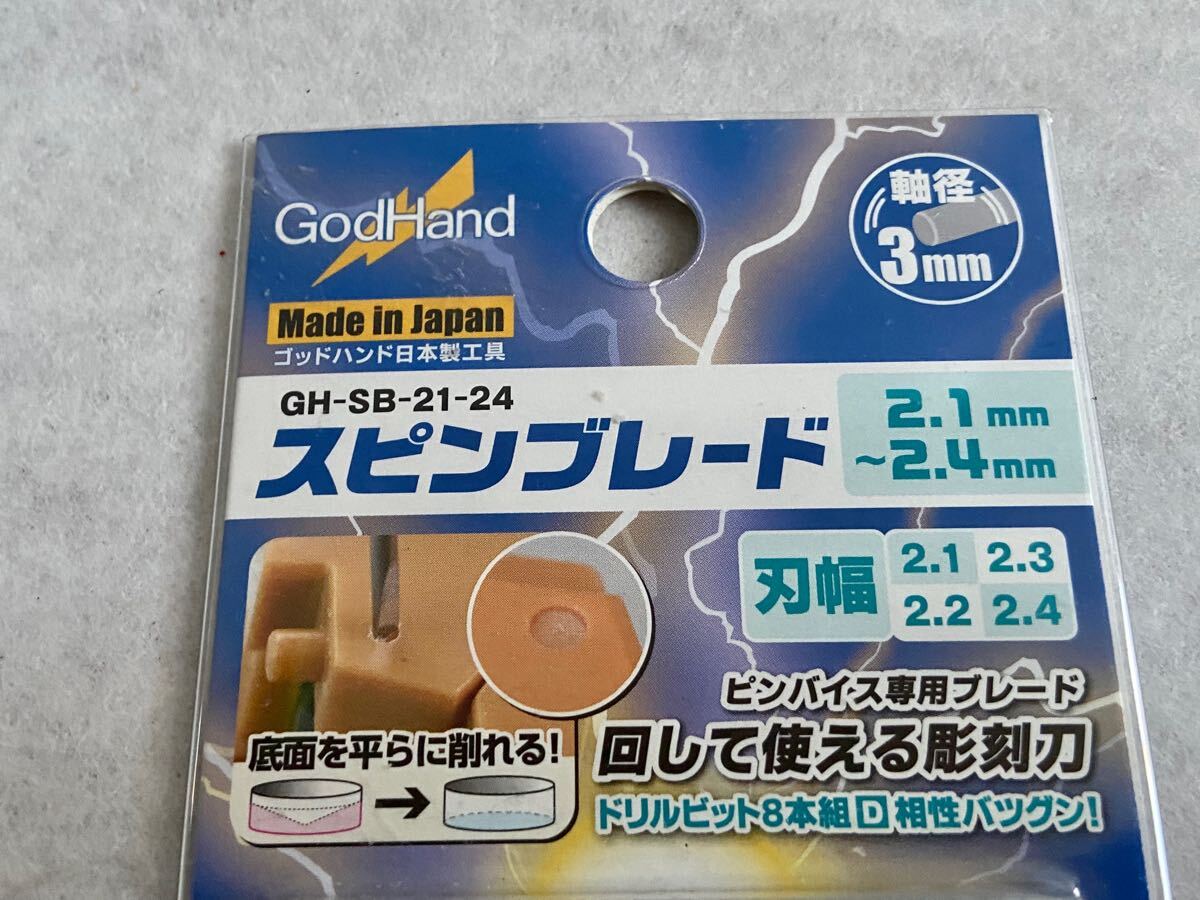 GodHand
軸径
3mm
Made in Japan
ゴッドハンド日本製工具
GH-SB-21-24
スピンブレード
2.1mm
~2.4mm
刃幅
2.1 2.3
2.2 2.4
ピンバイス専用ブレード
回して使える彫刻刀
ドリルビット8本組D相性バツグン!
底面を平らに削れる!